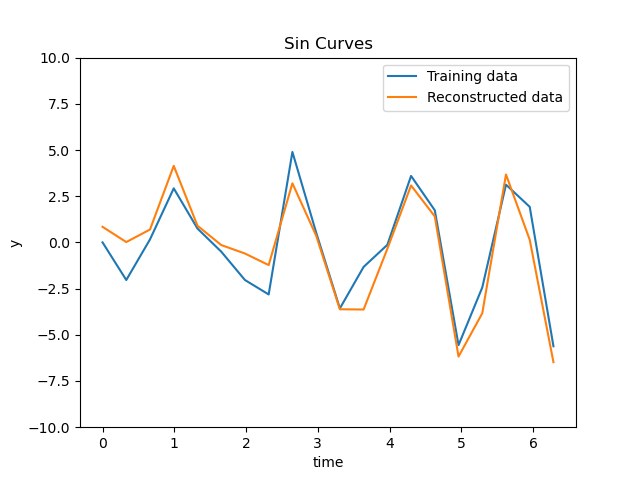 Sin Curves
Training data
Reconstructed data
10.0
7.5
5.0
2.5
0.0
−2.5
−5.0
−7.5
−10.0
y
0 1 2 3 4 5 6
time